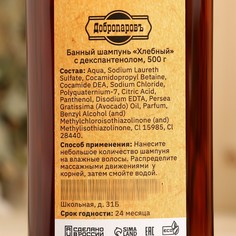 Добропаровъ
Банный шампунь «Хлебный»
с декспантенолом, 500 г
Состав: Aqua, Sodium Laureth
Sulfate, Cocamidopropyl Betaine,
Cocamide DEA, Sodium Chloride,
Polyquaternium-7, Citric Acid,
Panthenol, Disodium EDTA, Persea
Gratissima (Avocado) Oil, Parfum,
Benzyl Alcohol (and)
Methylchloroisothiazolinone (and)
Methylisothiazolinone, CI 15985, CI
28440.
Способ применения: Нанесите
небольшое количество шампуня
на влажные волосы. Распределите
массажными движениями у
корней, затем смойте водой.
Школьная, д. 31Б
Срок годности: 24 месяца
СДЕЛАНО
В РОССИИ
SIMA
LAND